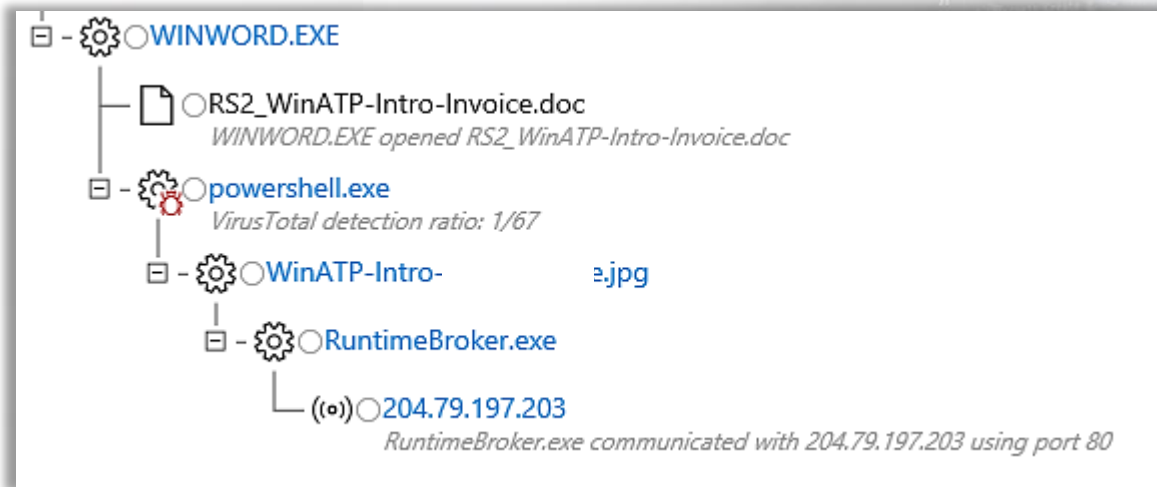 WINWORD.EXE
RS2_WinATP-Intro-Invoice.doc
WINWORD.EXE opened RS2_WinATP-Intro-Invoice.doc
powershell.exe
VirusTotal detection ratio: 1/67
WinATP-Intro- e.jpg
RuntimeBroker.exe
204.79.197.203
RuntimeBroker.exe communicated with 204.79.197.203 using port 80